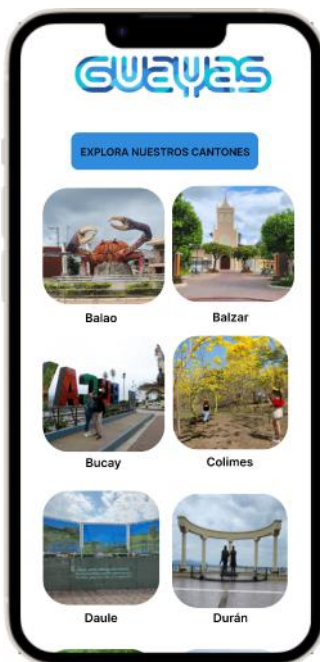 GUAYAS
EXPLORA NUESTROS CANTONES
Balao
Balzar
Bucay
Colimes
Daule
Durán